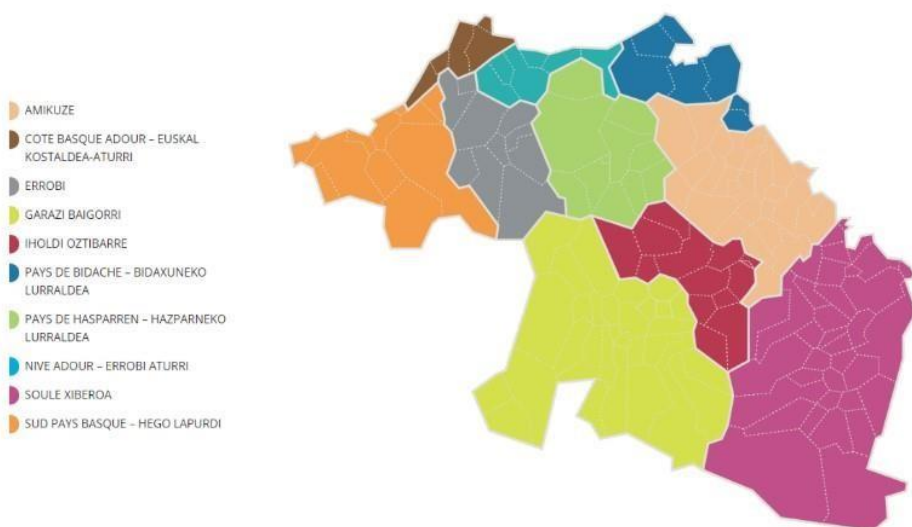 AMIKUZE
COTE BASQUE ADOUR – EUSKAL
KOSTALDEA-ATURRI
ERROBI
GARAZI BAIGORRI
IHOLDI OZTIBARRE
PAYS DE BIDACHE – BIDAXUNEKO
LURRALDEA
PAYS DE HASPARREN – HAZPARNEKO
LURRALDEA
NIVE ADOUR – ERROBI ATURRI
SOULE XIBEROA
SUD PAYS BASQUE – HEGO LAPURDI